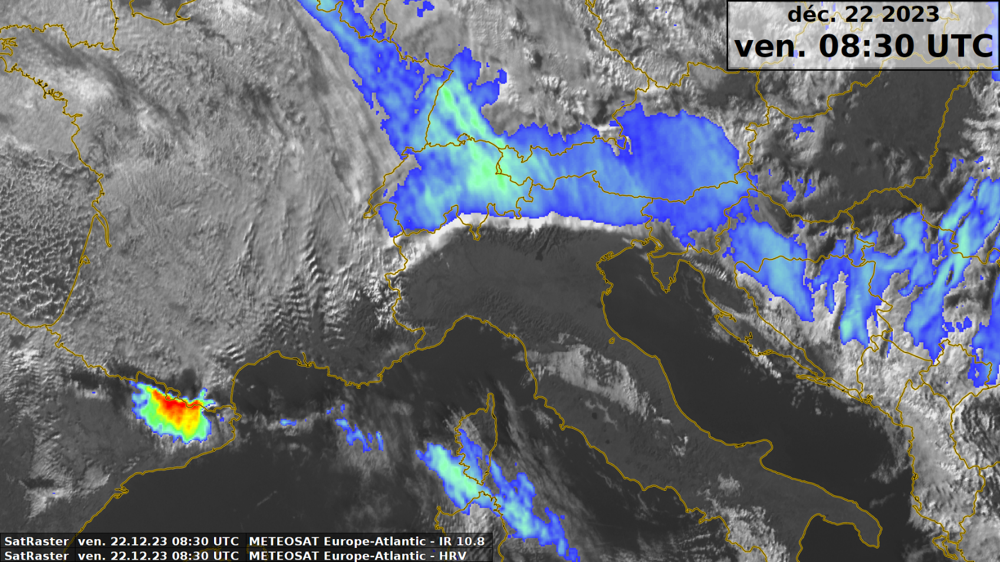 déc. 22 2023
ven. 08:30 UTC
SatRaster ven. 22.12.23 08:30 UTC METEOSAT Europe-Atlantic - IR 10.8
SatRaster ven. 22.12.23 08:30 UTC METEOSAT Europe-Atlantic - HRV